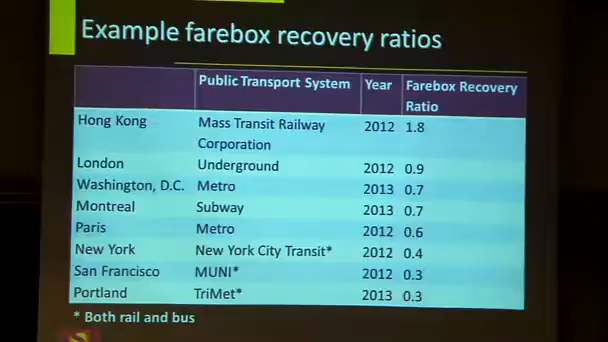 Example farebox recovery ratios
Public Transport System Year Farebox Recovery
Ratio
Hong Kong Mass Transit Railway 2012 1.8
Corporation
London Underground 2012 0.9
Washington, D.C. Metro 2013 0.7
Montreal Subway 2013 0.7
Paris Metro 2012 0.6
New York New York City Transit* 2012 0.4
San Francisco MUNI* 2012 0.3
Portland TriMet* 2013 0.3
* Both rail and bus